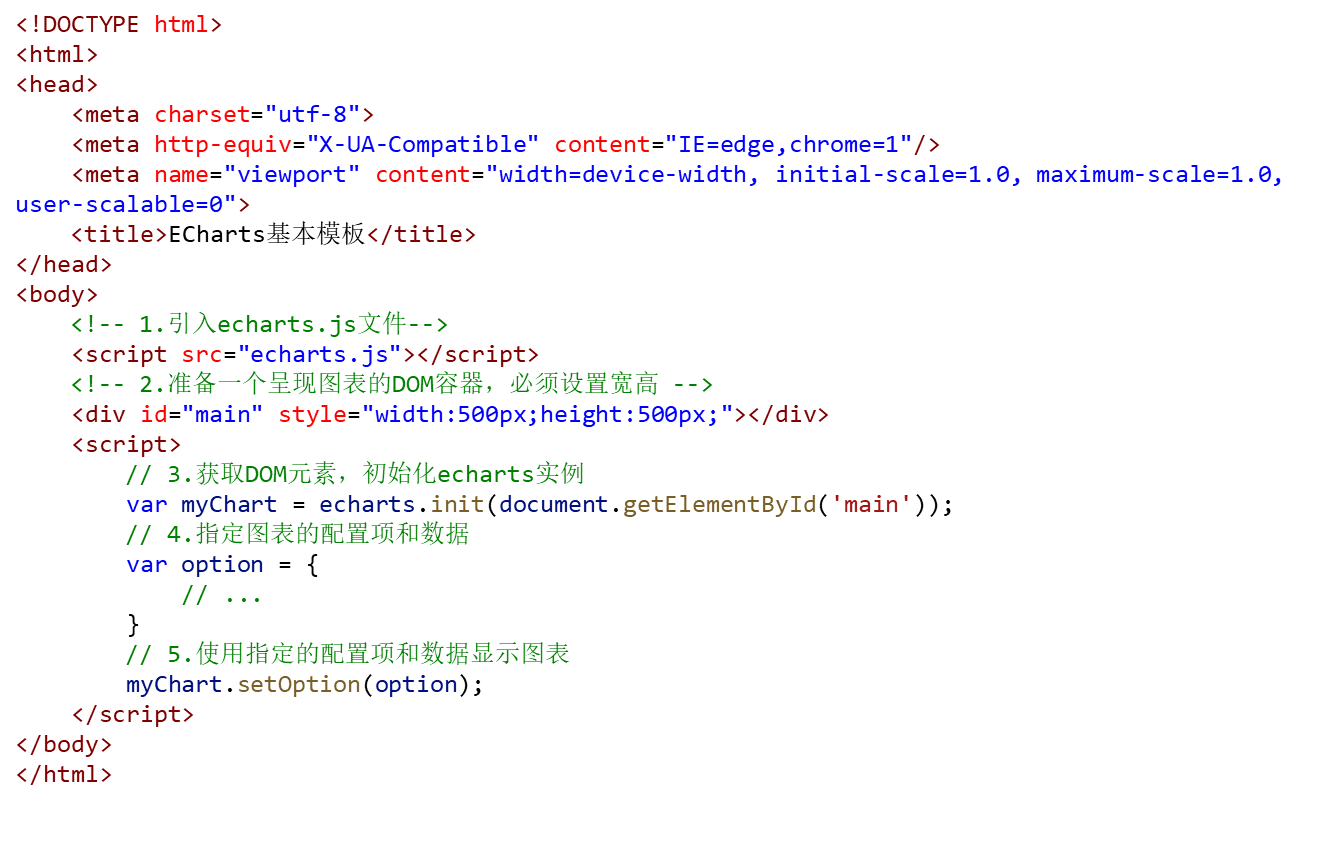 <!DOCTYPE html>
<html>
<head>
    <meta charset="utf-8">
    <meta http-equiv="X-UA-Compatible" content="IE=edge,chrome=1"/>
    <meta name="viewport" content="width=device-width, initial-scale=1.0, maximum-scale=1.0,
user-scalable=0">
    <title>ECharts基本模板</title>
</head>
<body>
    <!-- 1.引入echarts.js文件-->
    <script src="echarts.js"></script>
    <!-- 2.准备一个呈现图表的DOM容器，必须设置宽高 -->
    <div id="main" style="width:500px;height:500px;"></div>
    <script>
        // 3.获取DOM元素，初始化echarts实例
        var myChart = echarts.init(document.getElementById('main'));
        // 4.指定图表的配置项和数据
        var option = {
            // ...
        }
        // 5.使用指定的配置项和数据显示图表
        myChart.setOption(option);
    </script>
</body>
</html>